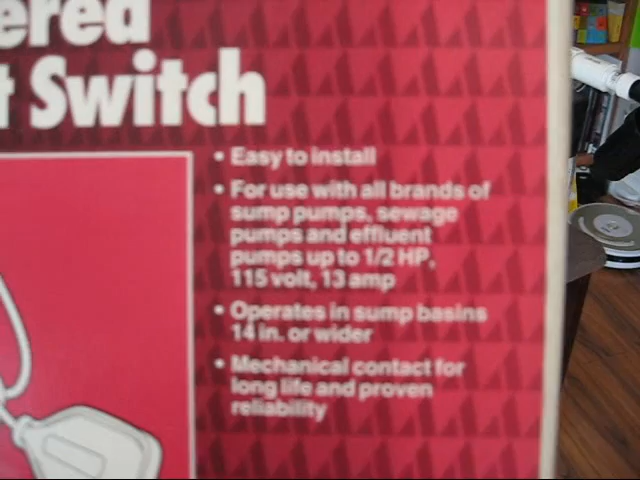 ered
t Switch
• Easy to install
• For use with all brands of
sump pumps, sewage
pumps and effluent
pumps up to 1/2 HP,
115 volt, 13 amp
• Operates in sump basins
14 in. or wider
• Mechanical contact for
long life and proven
reliability